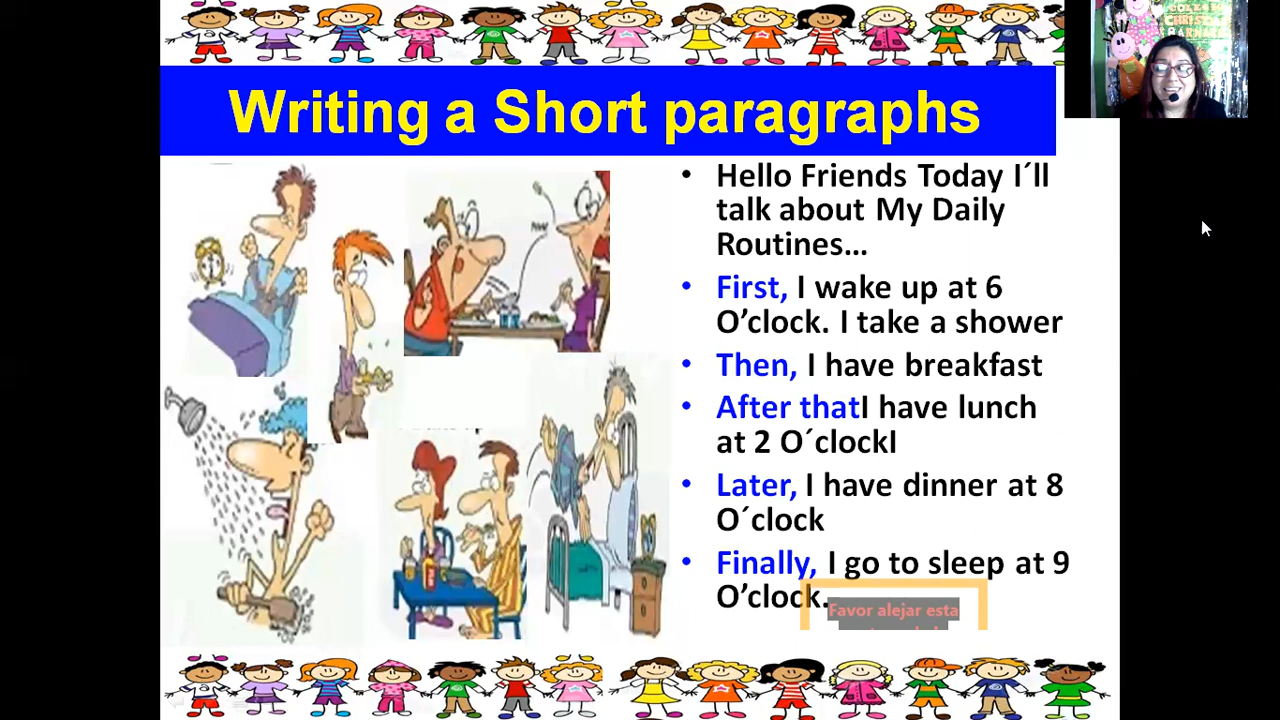 Writing a Short paragraphs
• Hello Friends Today I´ll
talk about My Daily
Routines…
• First, I wake up at 6
O’clock. I take a shower
• Then, I have breakfast
• After thatI have lunch
at 2 O´clockI
• Later, I have dinner at 8
O´clock
• Finally, I go to sleep at 9
O’clock.
Favor alejar esta